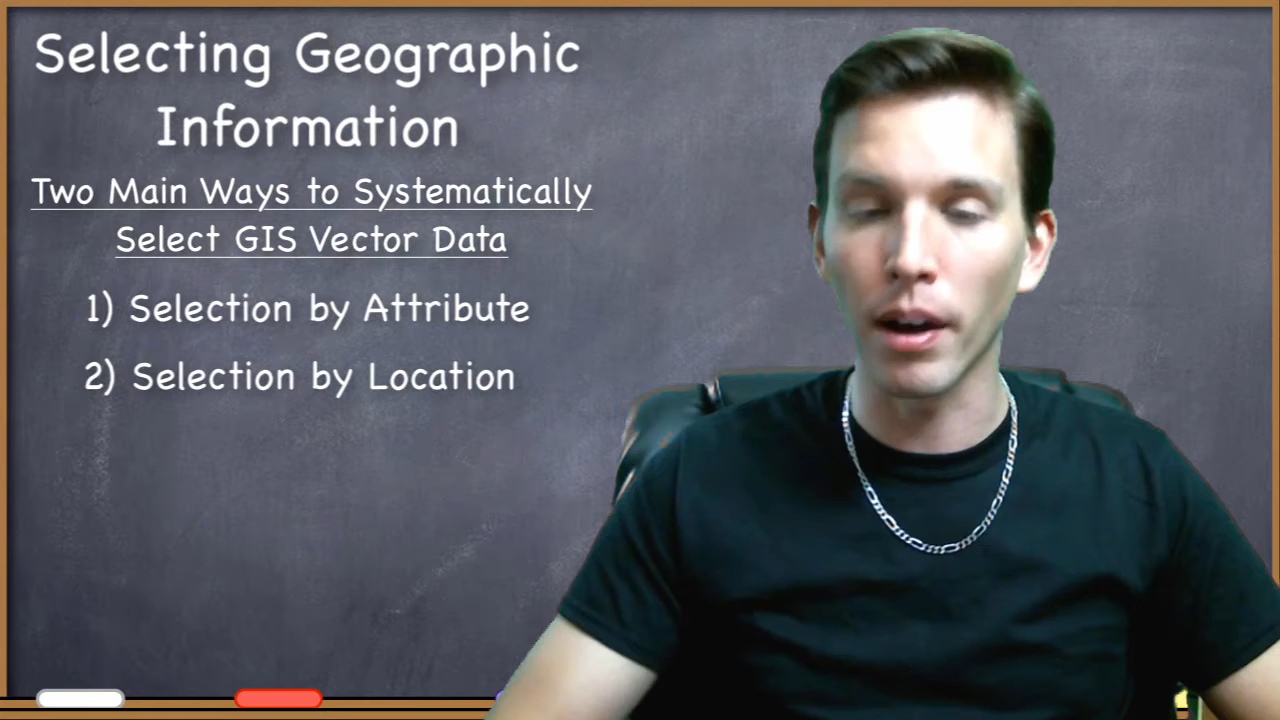 Selecting Geographic
Information
Two Main Ways to Systematically
Select GIS Vector Data
1) Selection by Attribute
2) Selection by Location